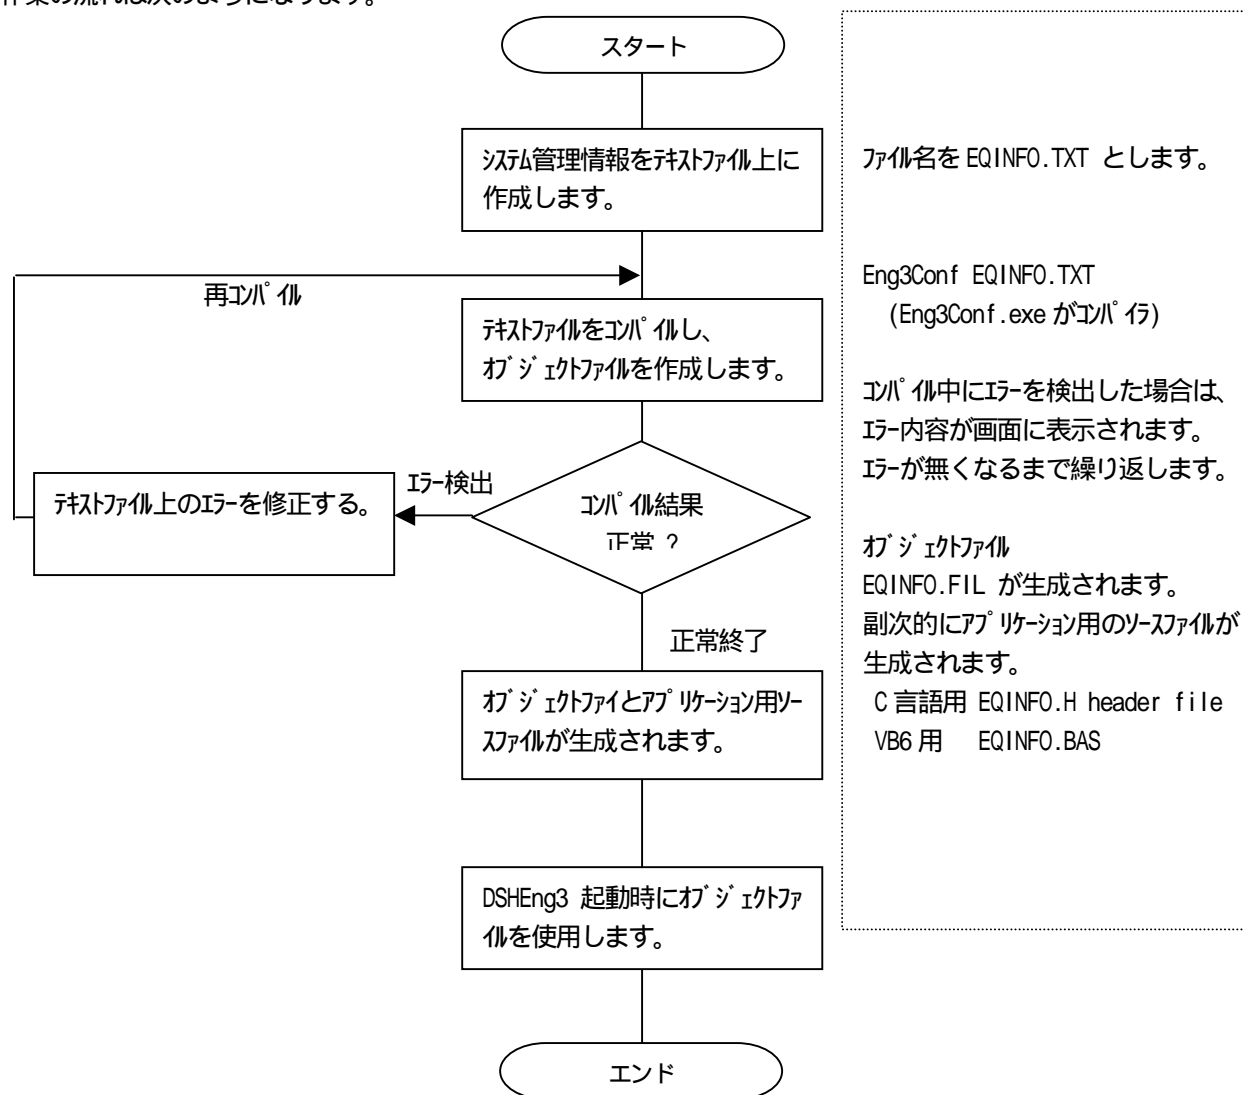 作業の流れは次のようになります。
スタート
ｼｽﾃﾑ管理情報をﾃｷｽﾄﾌｧｲﾙ上に
作成します。
再ｺﾝﾊﾟｲﾙ
ﾃｷｽﾄﾌｧｲﾙをｺﾝﾊﾟｲﾙし、
ｵﾌﾞｼﾞｪｸﾄﾌｧｲﾙを作成します。
ｴﾗｰ検出
ﾃｷｽﾄﾌｧｲﾙ上のｴﾗｰを修正する。
ｺﾝﾊﾟｲﾙ結果
正常 ?
正常終了
ｵﾌﾞｼﾞｪｸﾄﾌｧｲとｱﾌﾟﾘｹｰｼｮﾝ用ｿｰ
ｽﾌｧｲﾙが生成されます。
DSHEng3 起動時にｵﾌﾞｼﾞｪｸﾄﾌｧ
ｲﾙを使用します。
エンド
ﾌｧｲﾙ名を EQINFO.TXT とします。
Eng3Conf EQINFO.TXT
(Eng3Conf.exe がｺﾝﾊﾟｲﾗ)
ｺﾝﾊﾟｲﾙ中にｴﾗｰを検出した場合は、
ｴﾗｰ内容が画面に表示されます。
ｴﾗｰが無くなるまで繰り返します。
ｵﾌﾞｼﾞｪｸﾄﾌｧｲﾙ
EQINFO.FIL が生成されます。
副次的にｱﾌﾟﾘｹｰｼｮﾝ用のｿｰｽﾌｧｲﾙが
生成されます。
C 言語用 EQINFO.H header file
VB6 用 EQINFO.BAS